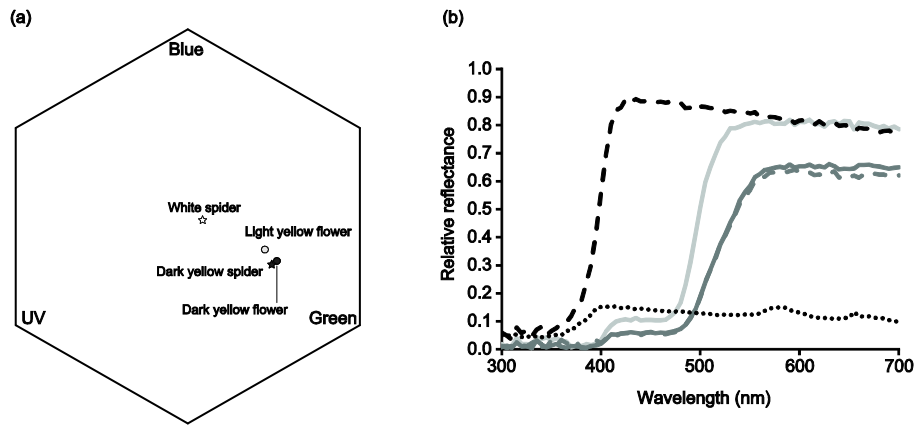 (a)
Blue
White spider
Light yellow flower
Dark yellow spider
Dark yellow flower
UV
Green
(b)
1.0
0.9
0.8
0.7
0.6
0.5
0.4
0.3
0.2
0.1
0.0
Relative reflectance
300
400
500
600
700
Wavelength (nm)